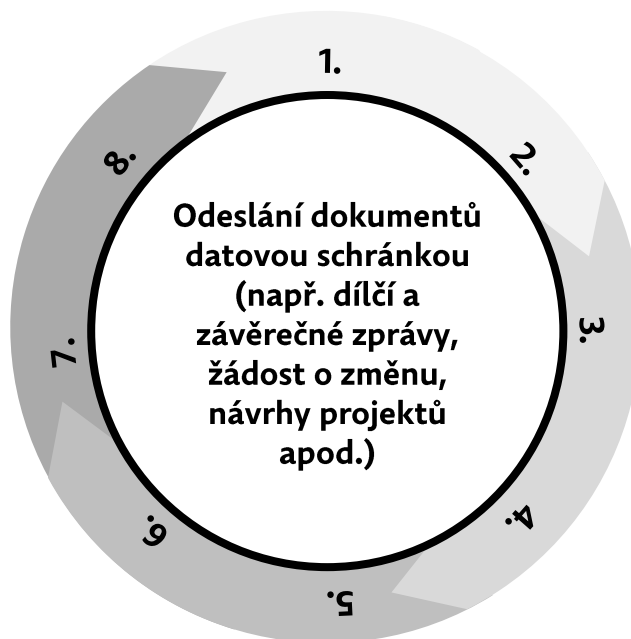 1.
2.
3.
4.
5.
6.
7.
8.
Odeslání dokumentů
datovou schránkou
(např. dílčí a
závěrečné zprávy,
žádost o změnu,
návrhy projektů
apod.)